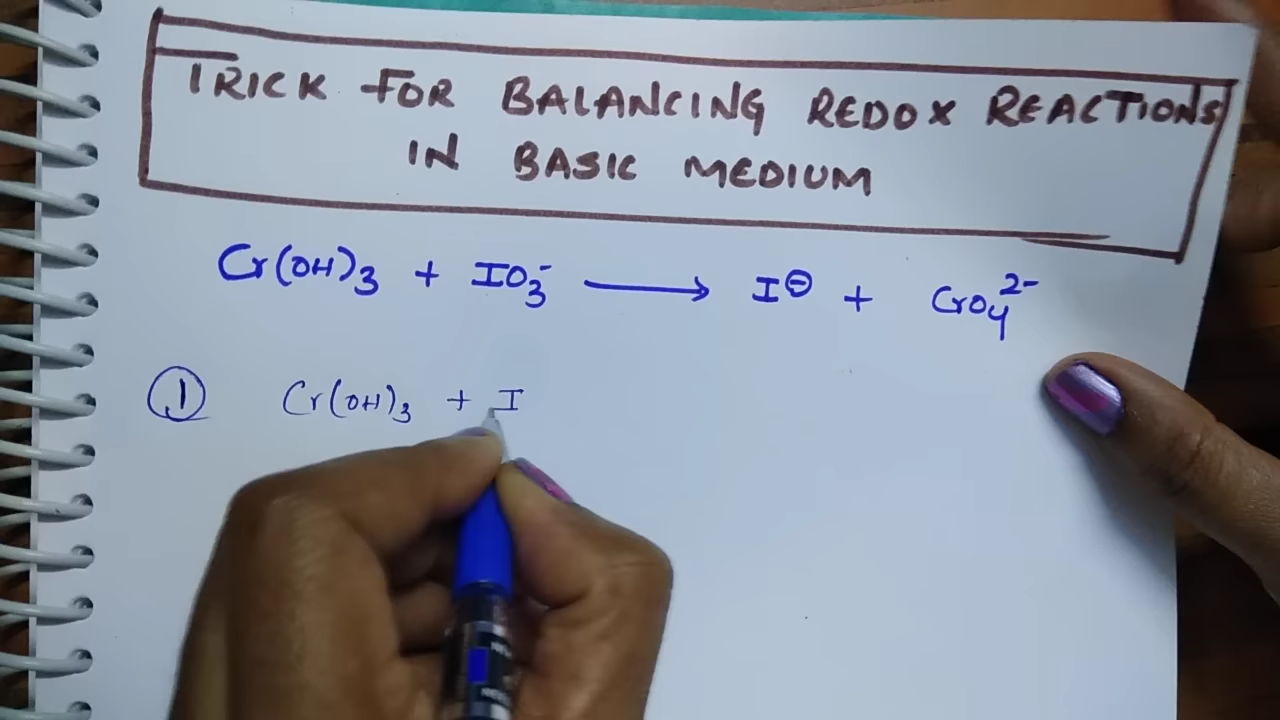 TRICK FOR BALANCING REDOX REACTIONS
IN BASIC MEDIUM
Cr(OH)₃ + IO₃⁻ ⟶ I⊖ + CrO₄²⁻
① Cr(OH)₃ + I